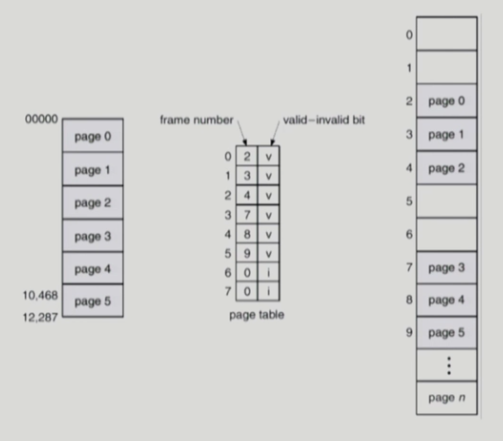 00000
page 0
page 1
page 2
page 3
page 4
10,468
page 5
12,287
frame number
valid–invalid bit
0 2 v
1 3 v
2 4 v
3 7 v
4 8 v
5 9 v
6 0 i
7 0 i
page table
0
1
2 page 0
3 page 1
4 page 2
5
6
7 page 3
8 page 4
9 page 5
⋮
page n